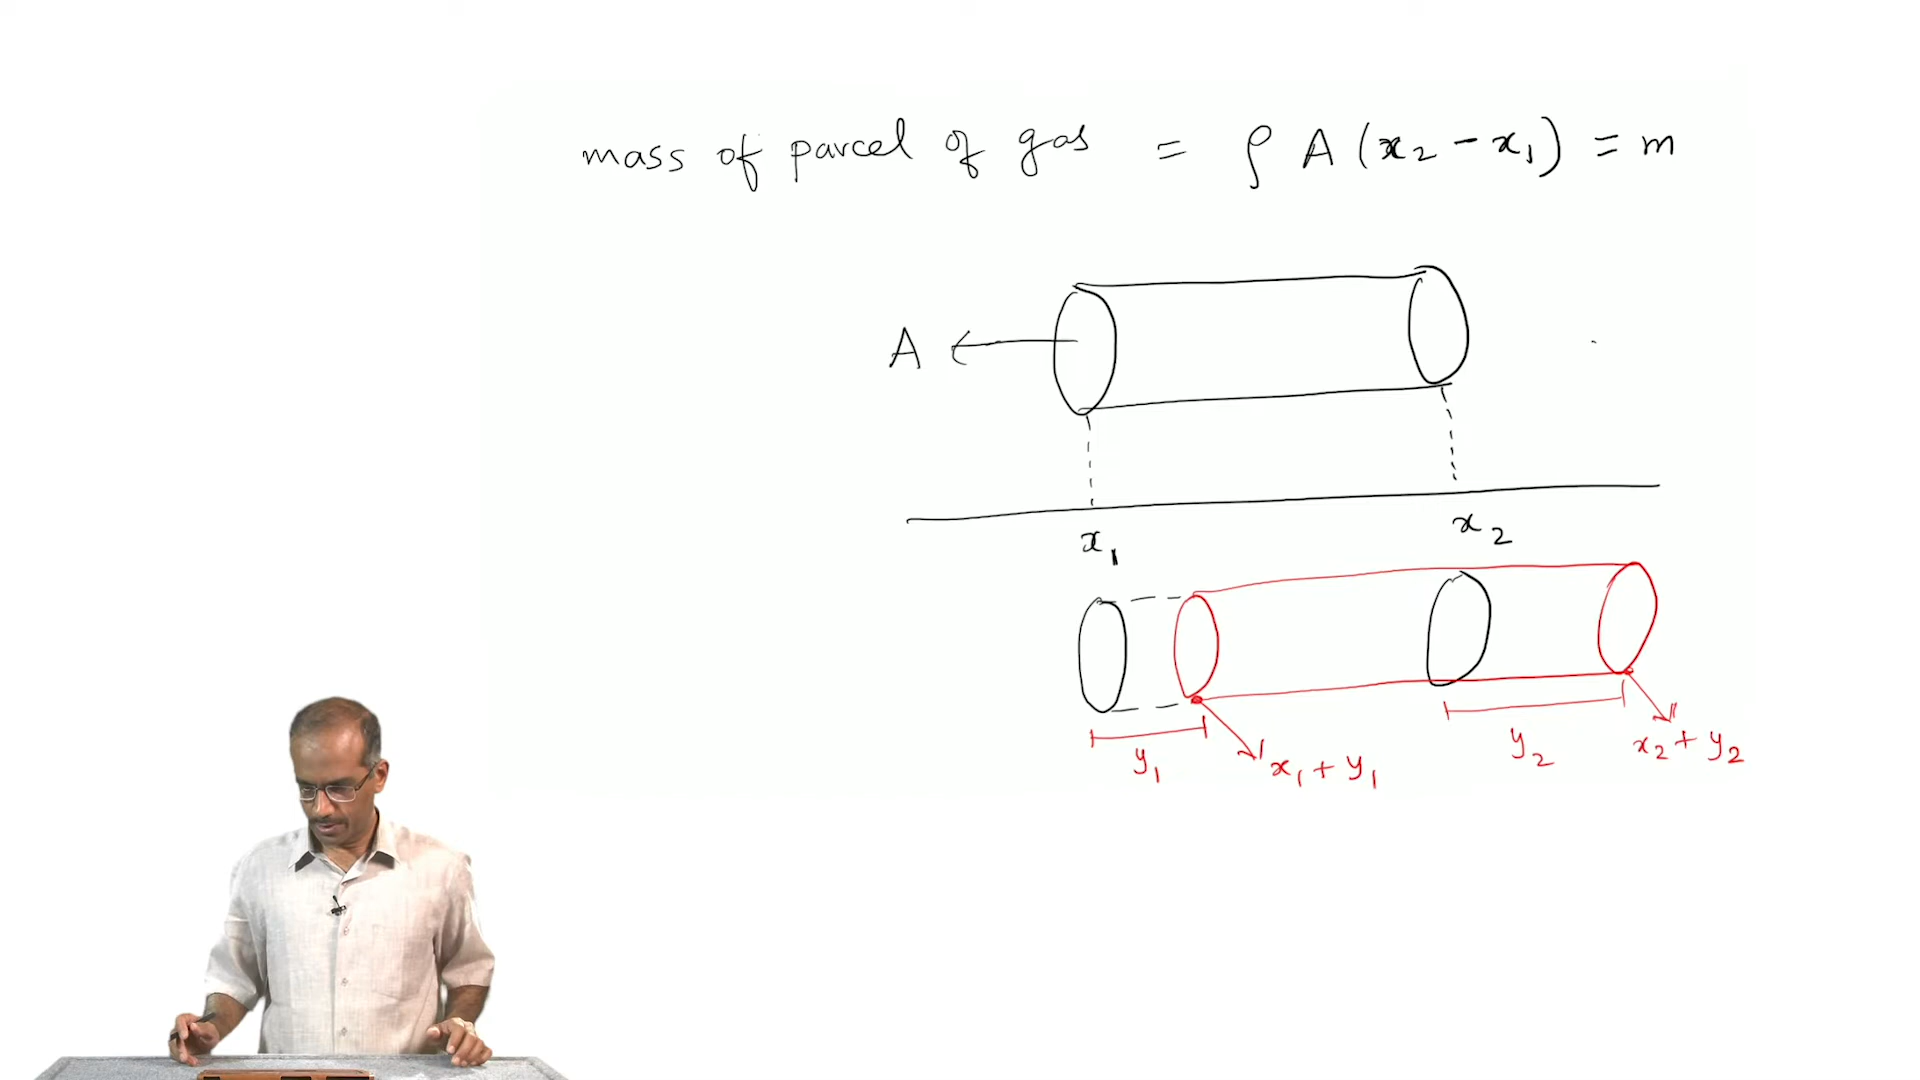 mass of parcel of gas = ρ A (x₂ - x₁) = m
A
x₁
x₂
y₁
x₁ + y₁
y₂
x₂ + y₂